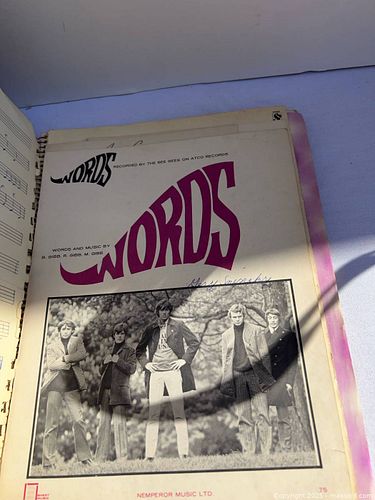 WORDS RECORDED BY THE BEE GEES ON ATCO RECORDS
WORDS
WORDS AND MUSIC BY
B. GIBB, R. GIBB, M. GIBB
NEMPEROR MUSIC LTD
.75